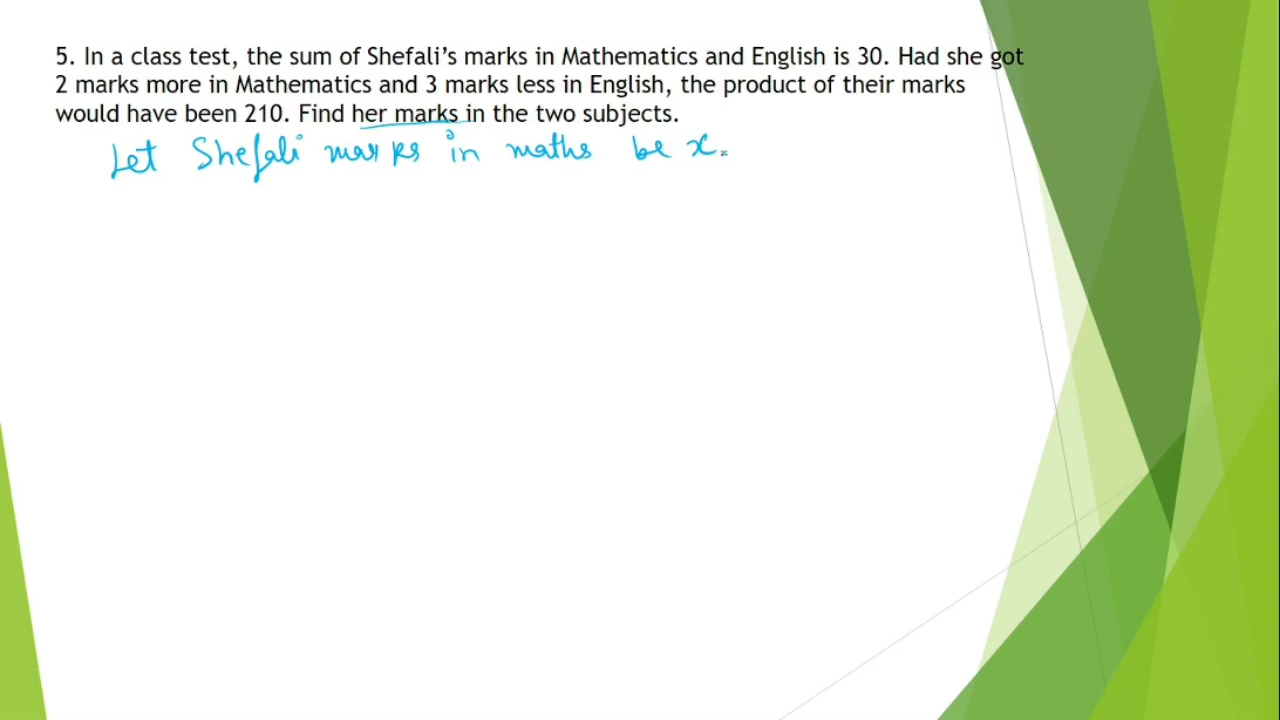 5. In a class test, the sum of Shefali’s marks in Mathematics and English is 30. Had she got
2 marks more in Mathematics and 3 marks less in English, the product of their marks
would have been 210. Find her marks in the two subjects.
Let Shefali marks in maths be x.